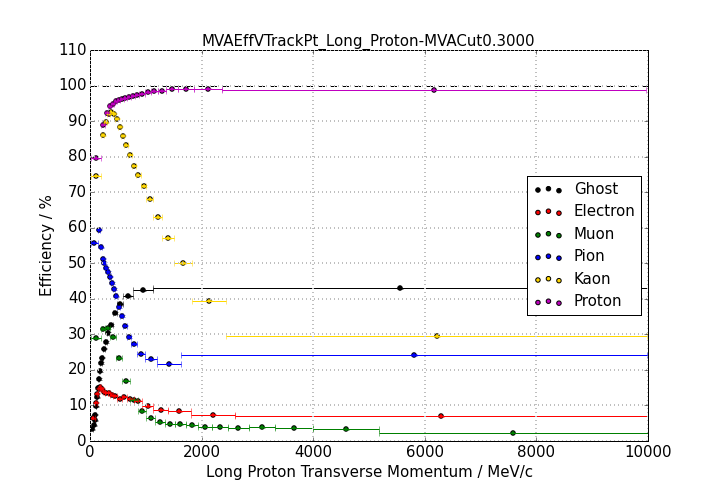 MVAEffVTrackPt_Long_Proton-MVACut0.3000
110
100
90
80
70
60
50
40
30
20
10
0
Efficiency / %
Ghost
Electron
Muon
Pion
Kaon
Proton
0 2000 4000 6000 8000 10000
Long Proton Transverse Momentum / MeV/c